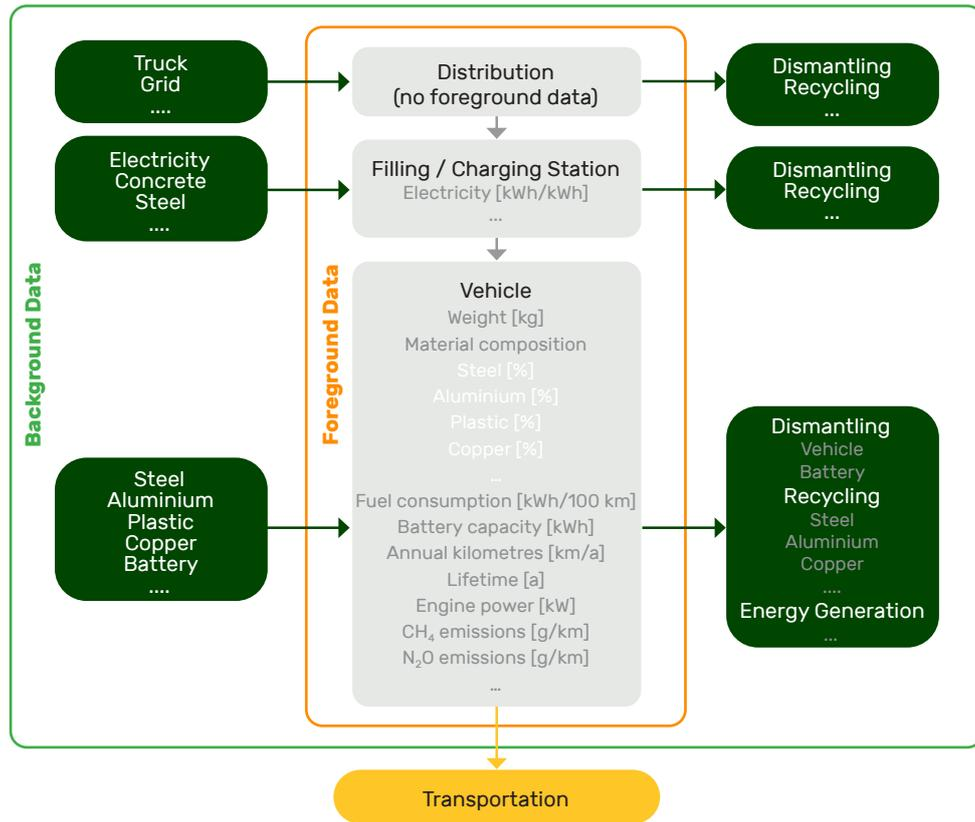 Truck
Grid
....
Distribution
(no foreground data)
Dismantling
Recycling
...
Electricity
Concrete
Steel
....
Filling / Charging Station
Electricity [kWh/kWh]
...
Dismantling
Recycling
...
Background Data
Foreground Data
Vehicle
Weight [kg]
Material composition
Steel [%]
Aluminium [%]
Plastic [%]
Copper [%]
...
Fuel consumption [kWh/100 km]
Battery capacity [kWh]
Annual kilometres [km/a]
Lifetime [a]
Engine power [kW]
CH₄ emissions [g/km]
N₂O emissions [g/km]
...
Steel
Aluminium
Plastic
Copper
Battery
....
Dismantling
Vehicle
Battery
Recycling
Steel
Aluminium
Copper
....
Energy Generation
...
Transportation